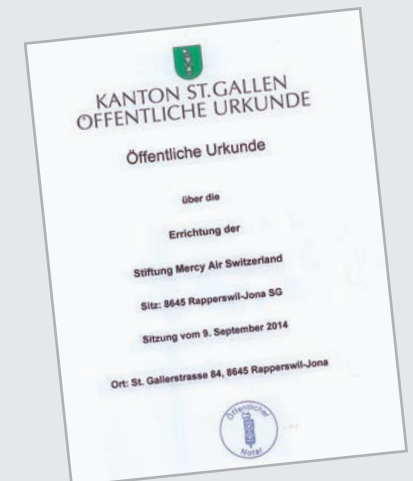 KANTON ST.GALLEN
ÖFFENTLICHE URKUNDE
Öffentliche Urkunde
über die
Errichtung der
Stiftung Mercy Air Switzerland
Sitz: 8645 Rapperswil-Jona SG
Sitzung vom 9. September 2014
Ort: St. Gallerstrasse 84, 8645 Rapperswil-Jona
Öffentlicher
Notar